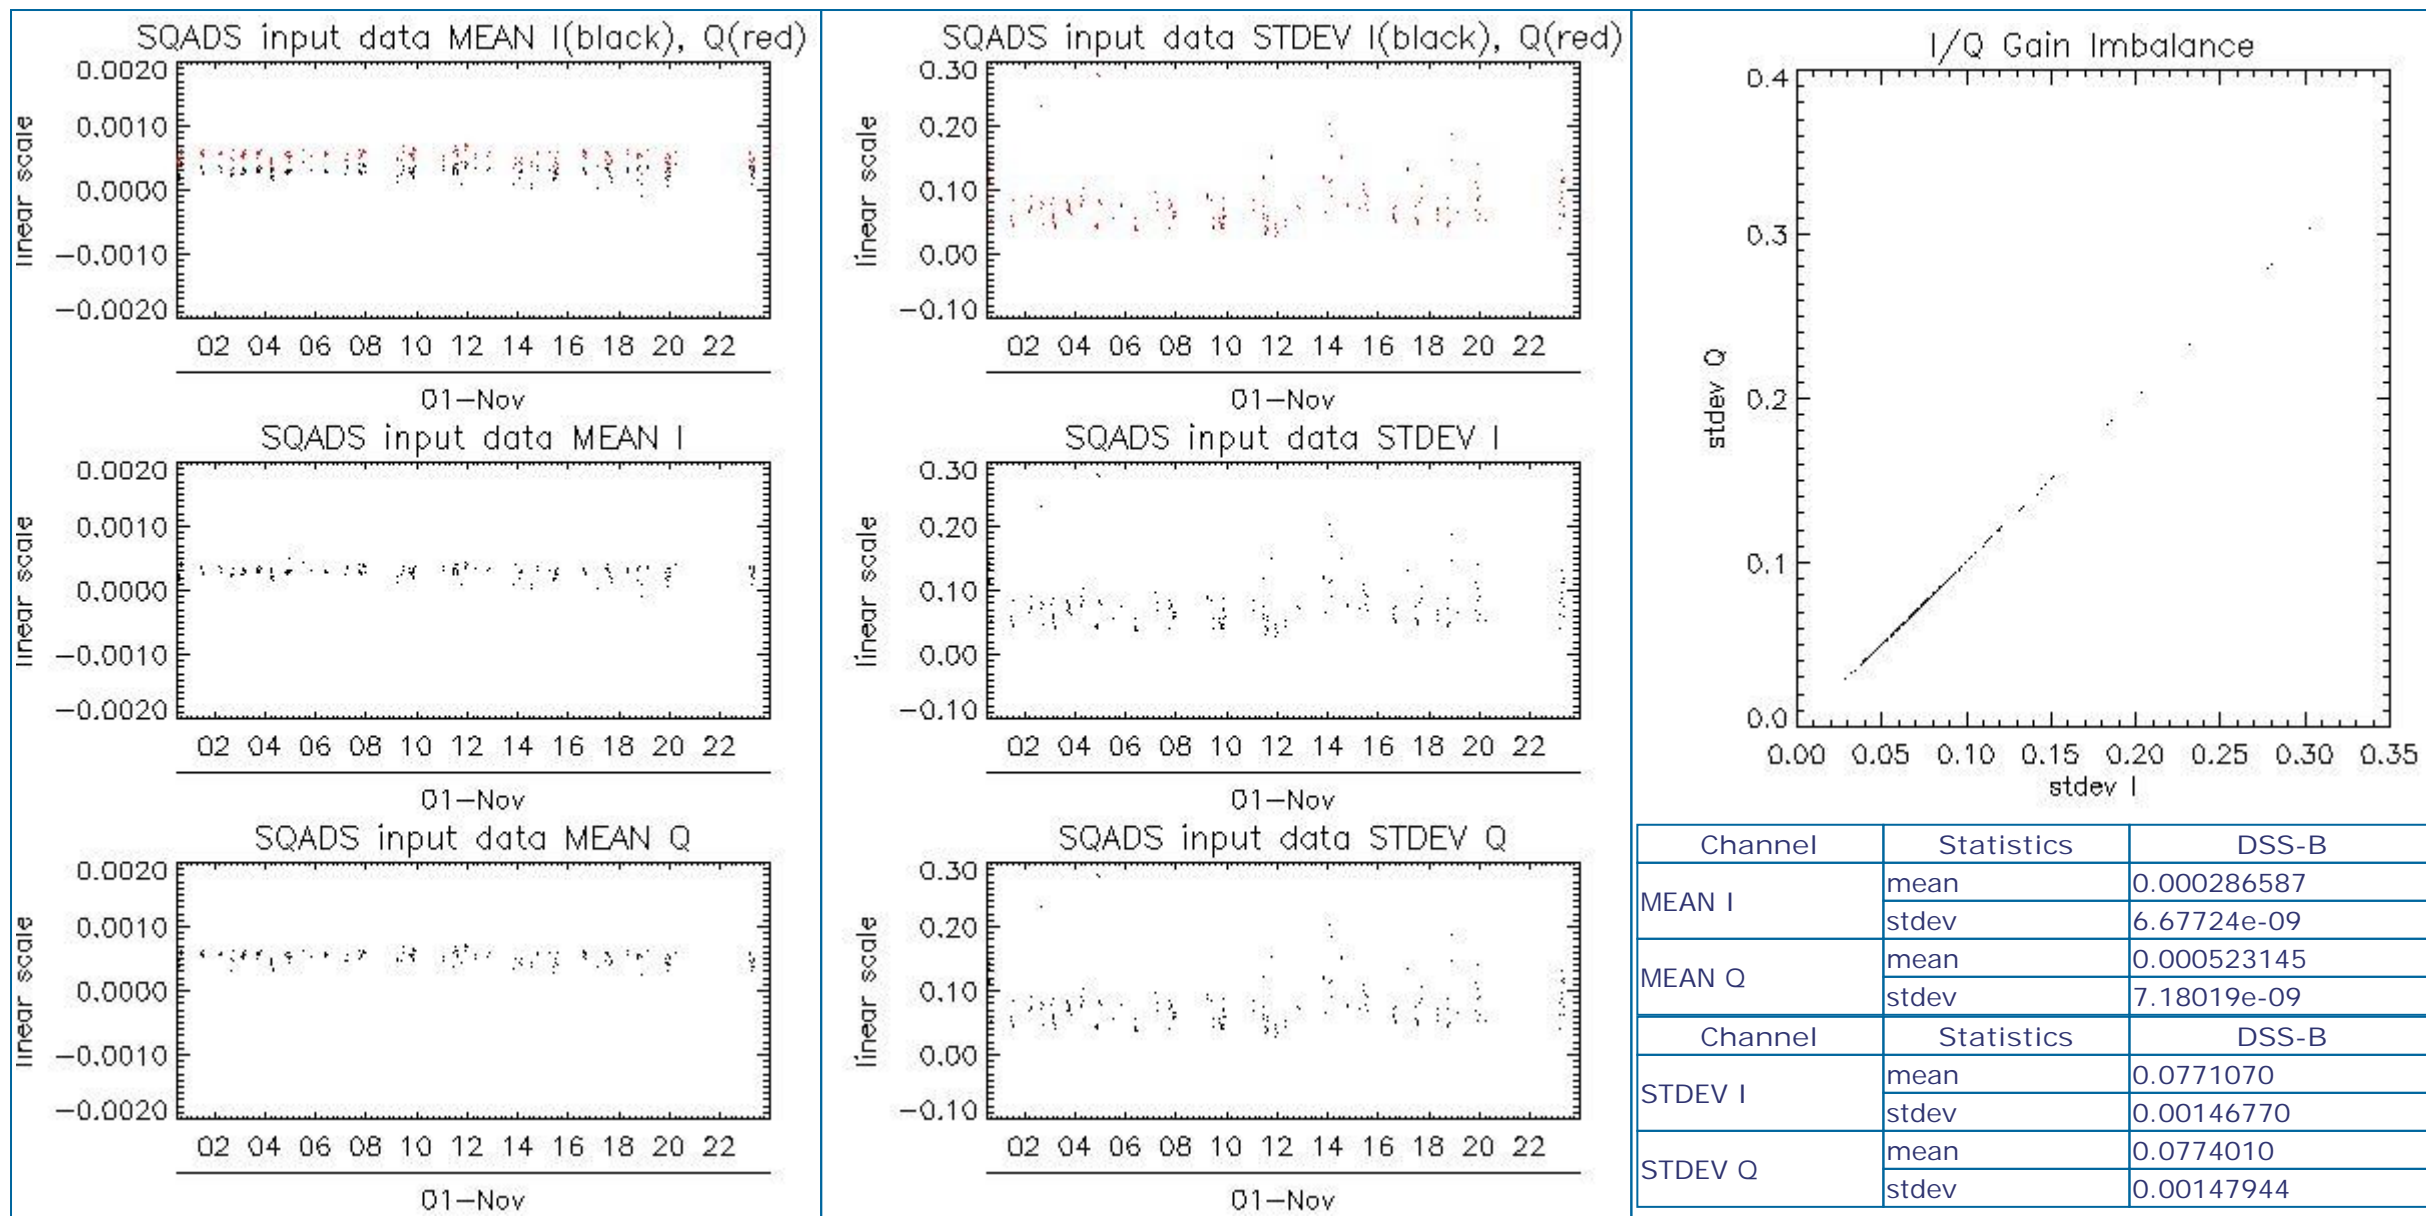 SQADS input data MEAN I(black), Q(red)
linear scale
0.0020
0.0010
0.0000
−0.0010
−0.0020
02 04 06 08 10 12 14 16 18 20 22
01−Nov
SQADS input data MEAN I
linear scale
0.0020
0.0010
0.0000
−0.0010
−0.0020
02 04 06 08 10 12 14 16 18 20 22
01−Nov
SQADS input data MEAN Q
linear scale
0.0020
0.0010
0.0000
−0.0010
−0.0020
02 04 06 08 10 12 14 16 18 20 22
01−Nov
SQADS input data STDEV I(black), Q(red)
linear scale
0.30
0.20
0.10
0.00
−0.10
02 04 06 08 10 12 14 16 18 20 22
01−Nov
SQADS input data STDEV I
linear scale
0.30
0.20
0.10
0.00
−0.10
02 04 06 08 10 12 14 16 18 20 22
01−Nov
SQADS input data STDEV Q
linear scale
0.30
0.20
0.10
0.00
−0.10
02 04 06 08 10 12 14 16 18 20 22
01−Nov
I/Q Gain Imbalance
stdev Q
0.4
0.3
0.2
0.1
0.0
0.00 0.05 0.10 0.15 0.20 0.25 0.30 0.35
stdev I
Channel Statistics DSS-B
MEAN I mean 0.000286587
stdev 6.67724e-09
MEAN Q mean 0.000523145
stdev 7.18019e-09
Channel Statistics DSS-B
STDEV I mean 0.0771070
stdev 0.00146770
STDEV Q mean 0.0774010
stdev 0.00147944